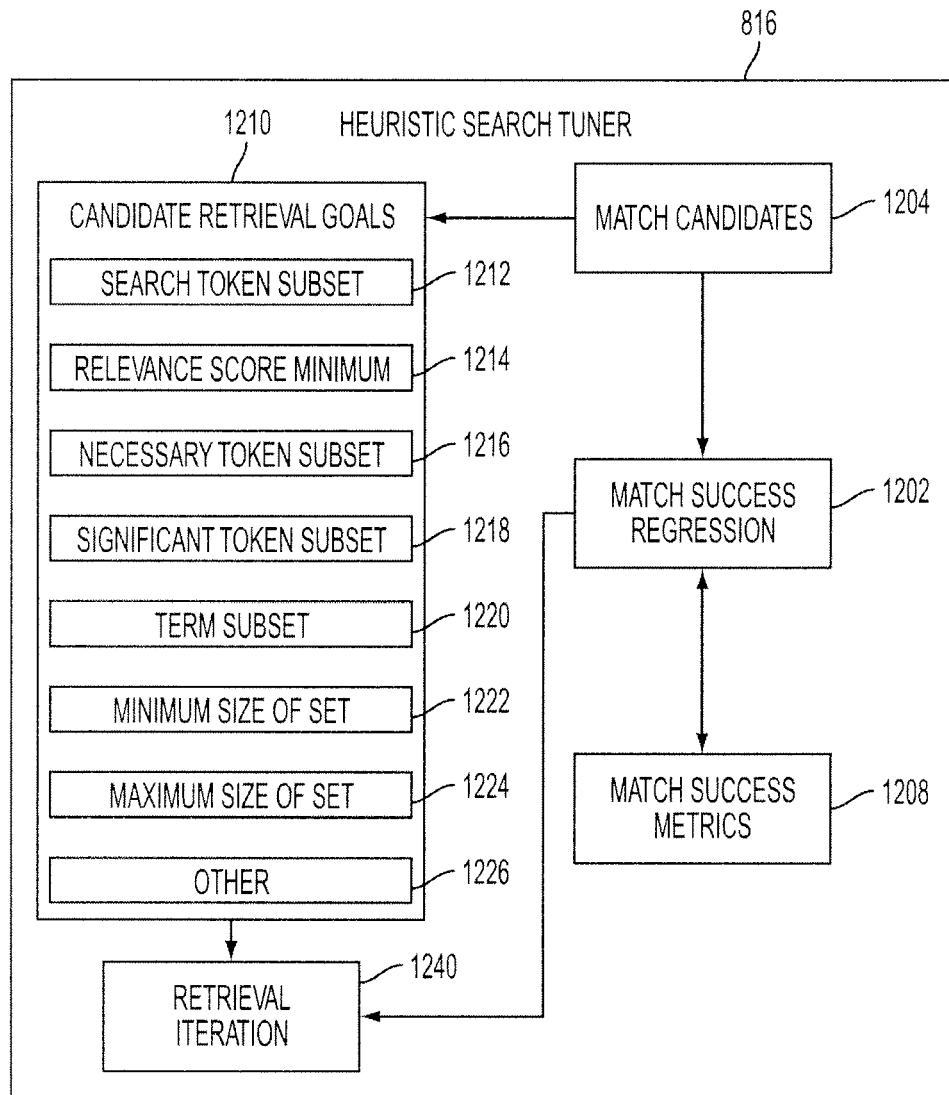 816
HEURISTIC SEARCH TUNER
1210
CANDIDATE RETRIEVAL GOALS
SEARCH TOKEN SUBSET
1212
RELEVANCE SCORE MINIMUM
1214
NECESSARY TOKEN SUBSET
1216
SIGNIFICANT TOKEN SUBSET
1218
TERM SUBSET
1220
MINIMUM SIZE OF SET
1222
MAXIMUM SIZE OF SET
1224
OTHER
1226
RETRIEVAL
ITERATION
1240
MATCH CANDIDATES
1204
MATCH SUCCESS
REGRESSION
1202
MATCH SUCCESS
METRICS
1208